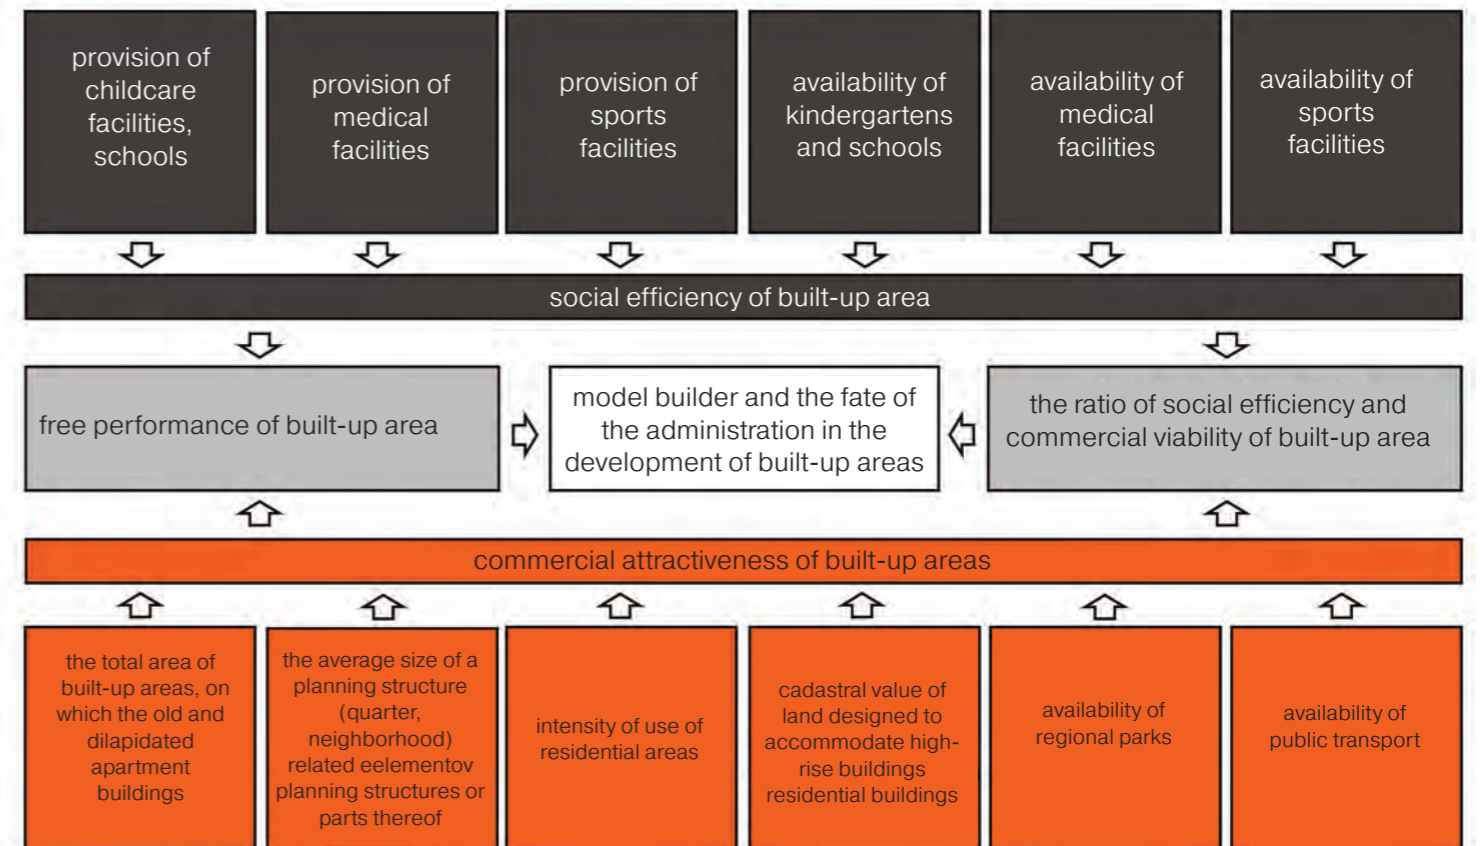 provision of
childcare
facilities,
schools
provision of
medical
facilities
provision of
sports
facilities
availability of
kindergartens
and schools
availability of
medical
facilities
availability of
sports
facilities
social efficiency of built-up area
free performance of built-up area
model builder and the fate of
the administration in the
development of built-up areas
the ratio of social efficiency and
commercial viability of built-up area
commercial attractiveness of built-up areas
the total area of
built-up areas, on
which the old and
dilapidated
apartment
buildings
the average size of a
planning structure
(quarter,
neighborhood)
related eelementov
planning structures or
parts thereof
intensity of use of
residential areas
cadastral value of
land designed to
accommodate high-
rise buildings
residential buildings
availability of
regional parks
availability of
public transport